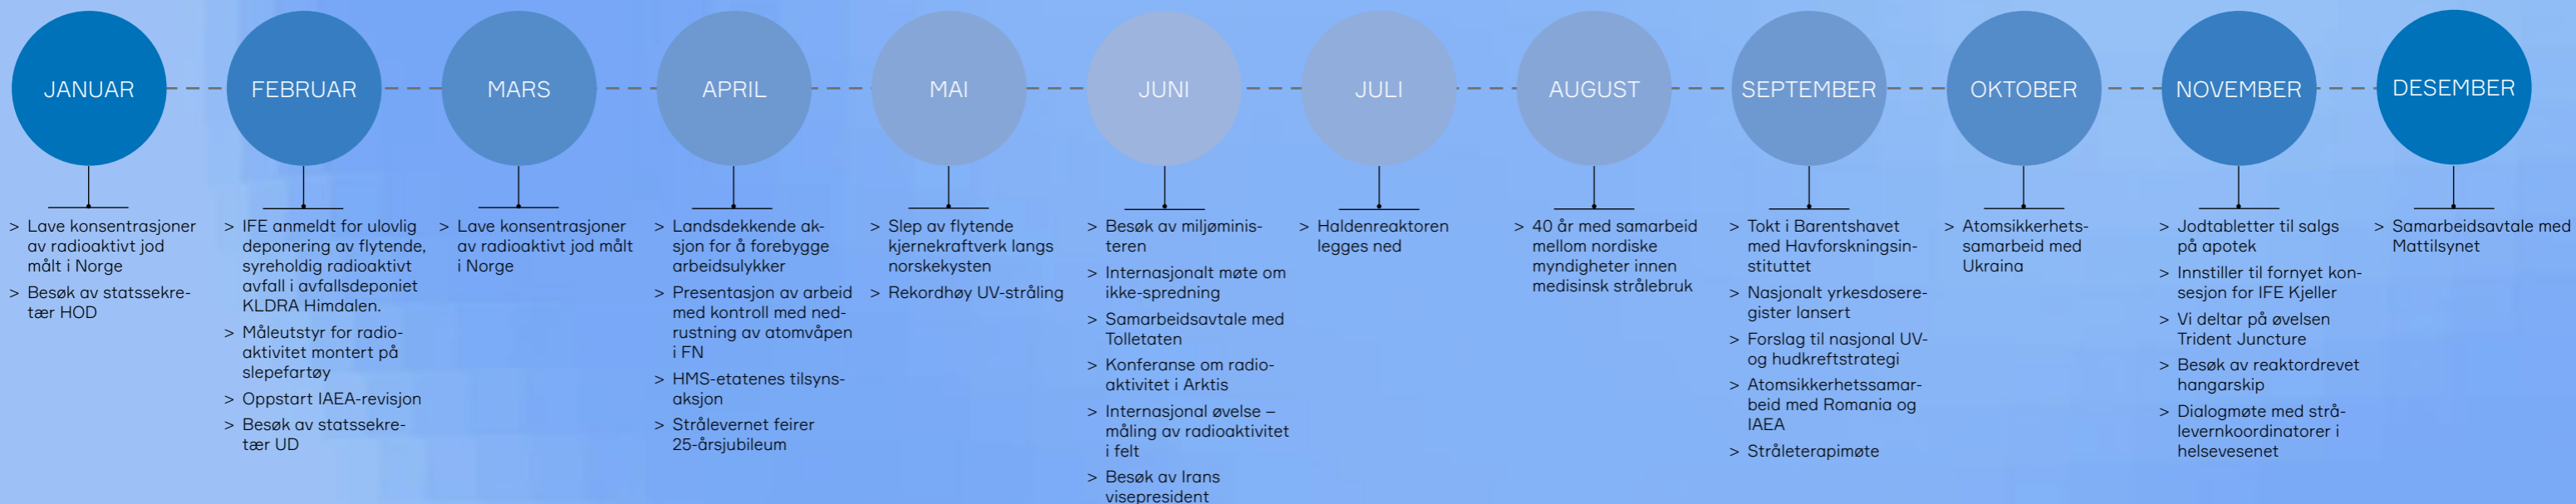 JANUAR
FEBRUAR
MARS
APRIL
MAI
JUNI
JULI
AUGUST
SEPTEMBER
OKTOBER
NOVEMBER
DESEMBER
> Lave konsentrasjoner
av radioaktivt jod
målt i Norge
> Besøk av statssekre-
tær HOD
> IFE anmeldt for ulovlig
deponering av flytende,
syreholdig radioaktivt
avfall i avfallsdeponiet
KLDRA Himdalen.
> Måleutstyr for radio-
aktivitet montert på
slepefartøy
> Oppstart IAEA-revisjon
> Besøk av statssekre-
tær UD
> Lave konsentrasjoner
av radioaktivt jod målt
i Norge
> Landsdekkende ak-
sjon for å forebygge
arbeidsulykker
> Presentasjon av arbeid
med kontroll med ned-
rustning av atomvåpen
i FN
> HMS-etatenes tilsyns-
aksjon
> Strålevernet feirer
25-årsjubileum
> Slep av flytende
kjernekraftverk langs
norskekysten
> Rekordhøy UV-stråling
> Besøk av miljøminis-
teren
> Internasjonalt møte om
ikke-spredning
> Samarbeidsavtale med
Tolletaten
> Konferanse om radio-
aktivitet i Arktis
> Internasjonal øvelse –
måling av radioaktivitet
i felt
> Besøk av Irans
visepresident
> Haldenreaktoren
legges ned
> 40 år med samarbeid
mellom nordiske
myndigheter innen
medisinsk strålebruk
> Tokt i Barentshavet
med Havforskningsin-
stituttet
> Nasjonalt yrkesdosere-
gister lansert
> Forslag til nasjonal UV-
og hudkreftstrategi
> Atomsikkerhetssamar-
beid med Romania og
IAEA
> Stråleterapimøte
> Atomsikkerhets-
samarbeid med
Ukraina
> Jodtabletter til salgs
på apotek
> Innstiller til fornyet kon-
sesjon for IFE Kjeller
> Vi deltar på øvelsen
Trident Juncture
> Besøk av reaktordrevet
hangarskip
> Dialogmøte med strå-
levernkoordinatorer i
helsevesenet
> Samarbeidsavtale med
Mattilsynet